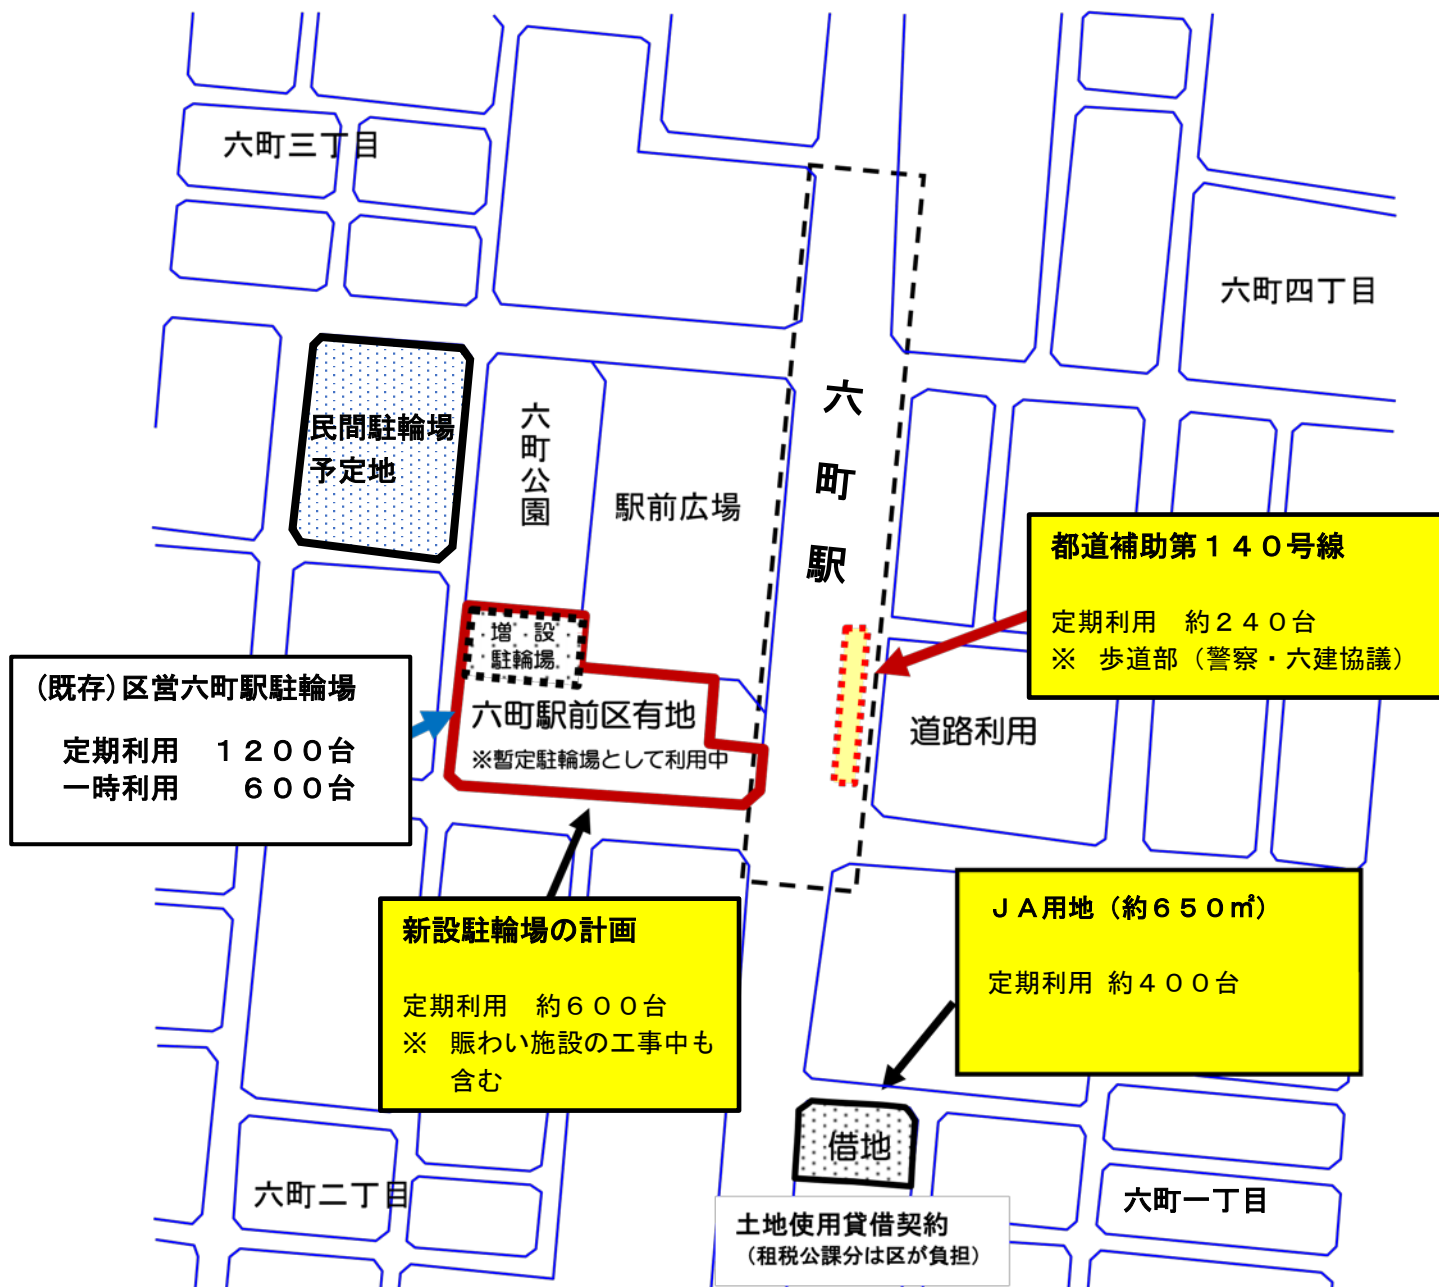 六町三丁目
六町四丁目
民間駐輪場
予定地
六町公園
駅前広場
六町駅
都道補助第１４０号線
定期利用　約２４０台
※　歩道部（警察・六建協議）
増　設
駐輪場
(既存)区営六町駅駐輪場
定期利用　１２００台
一時利用　　６００台
六町駅前区有地
※暫定駐輪場として利用中
道路利用
新設駐輪場の計画
定期利用　約６００台
※　賑わい施設の工事中も
含む
ＪＡ用地（約６５０㎡）
定期利用 約４００台
借地
六町二丁目
六町一丁目
土地使用貸借契約
（租税公課分は区が負担）